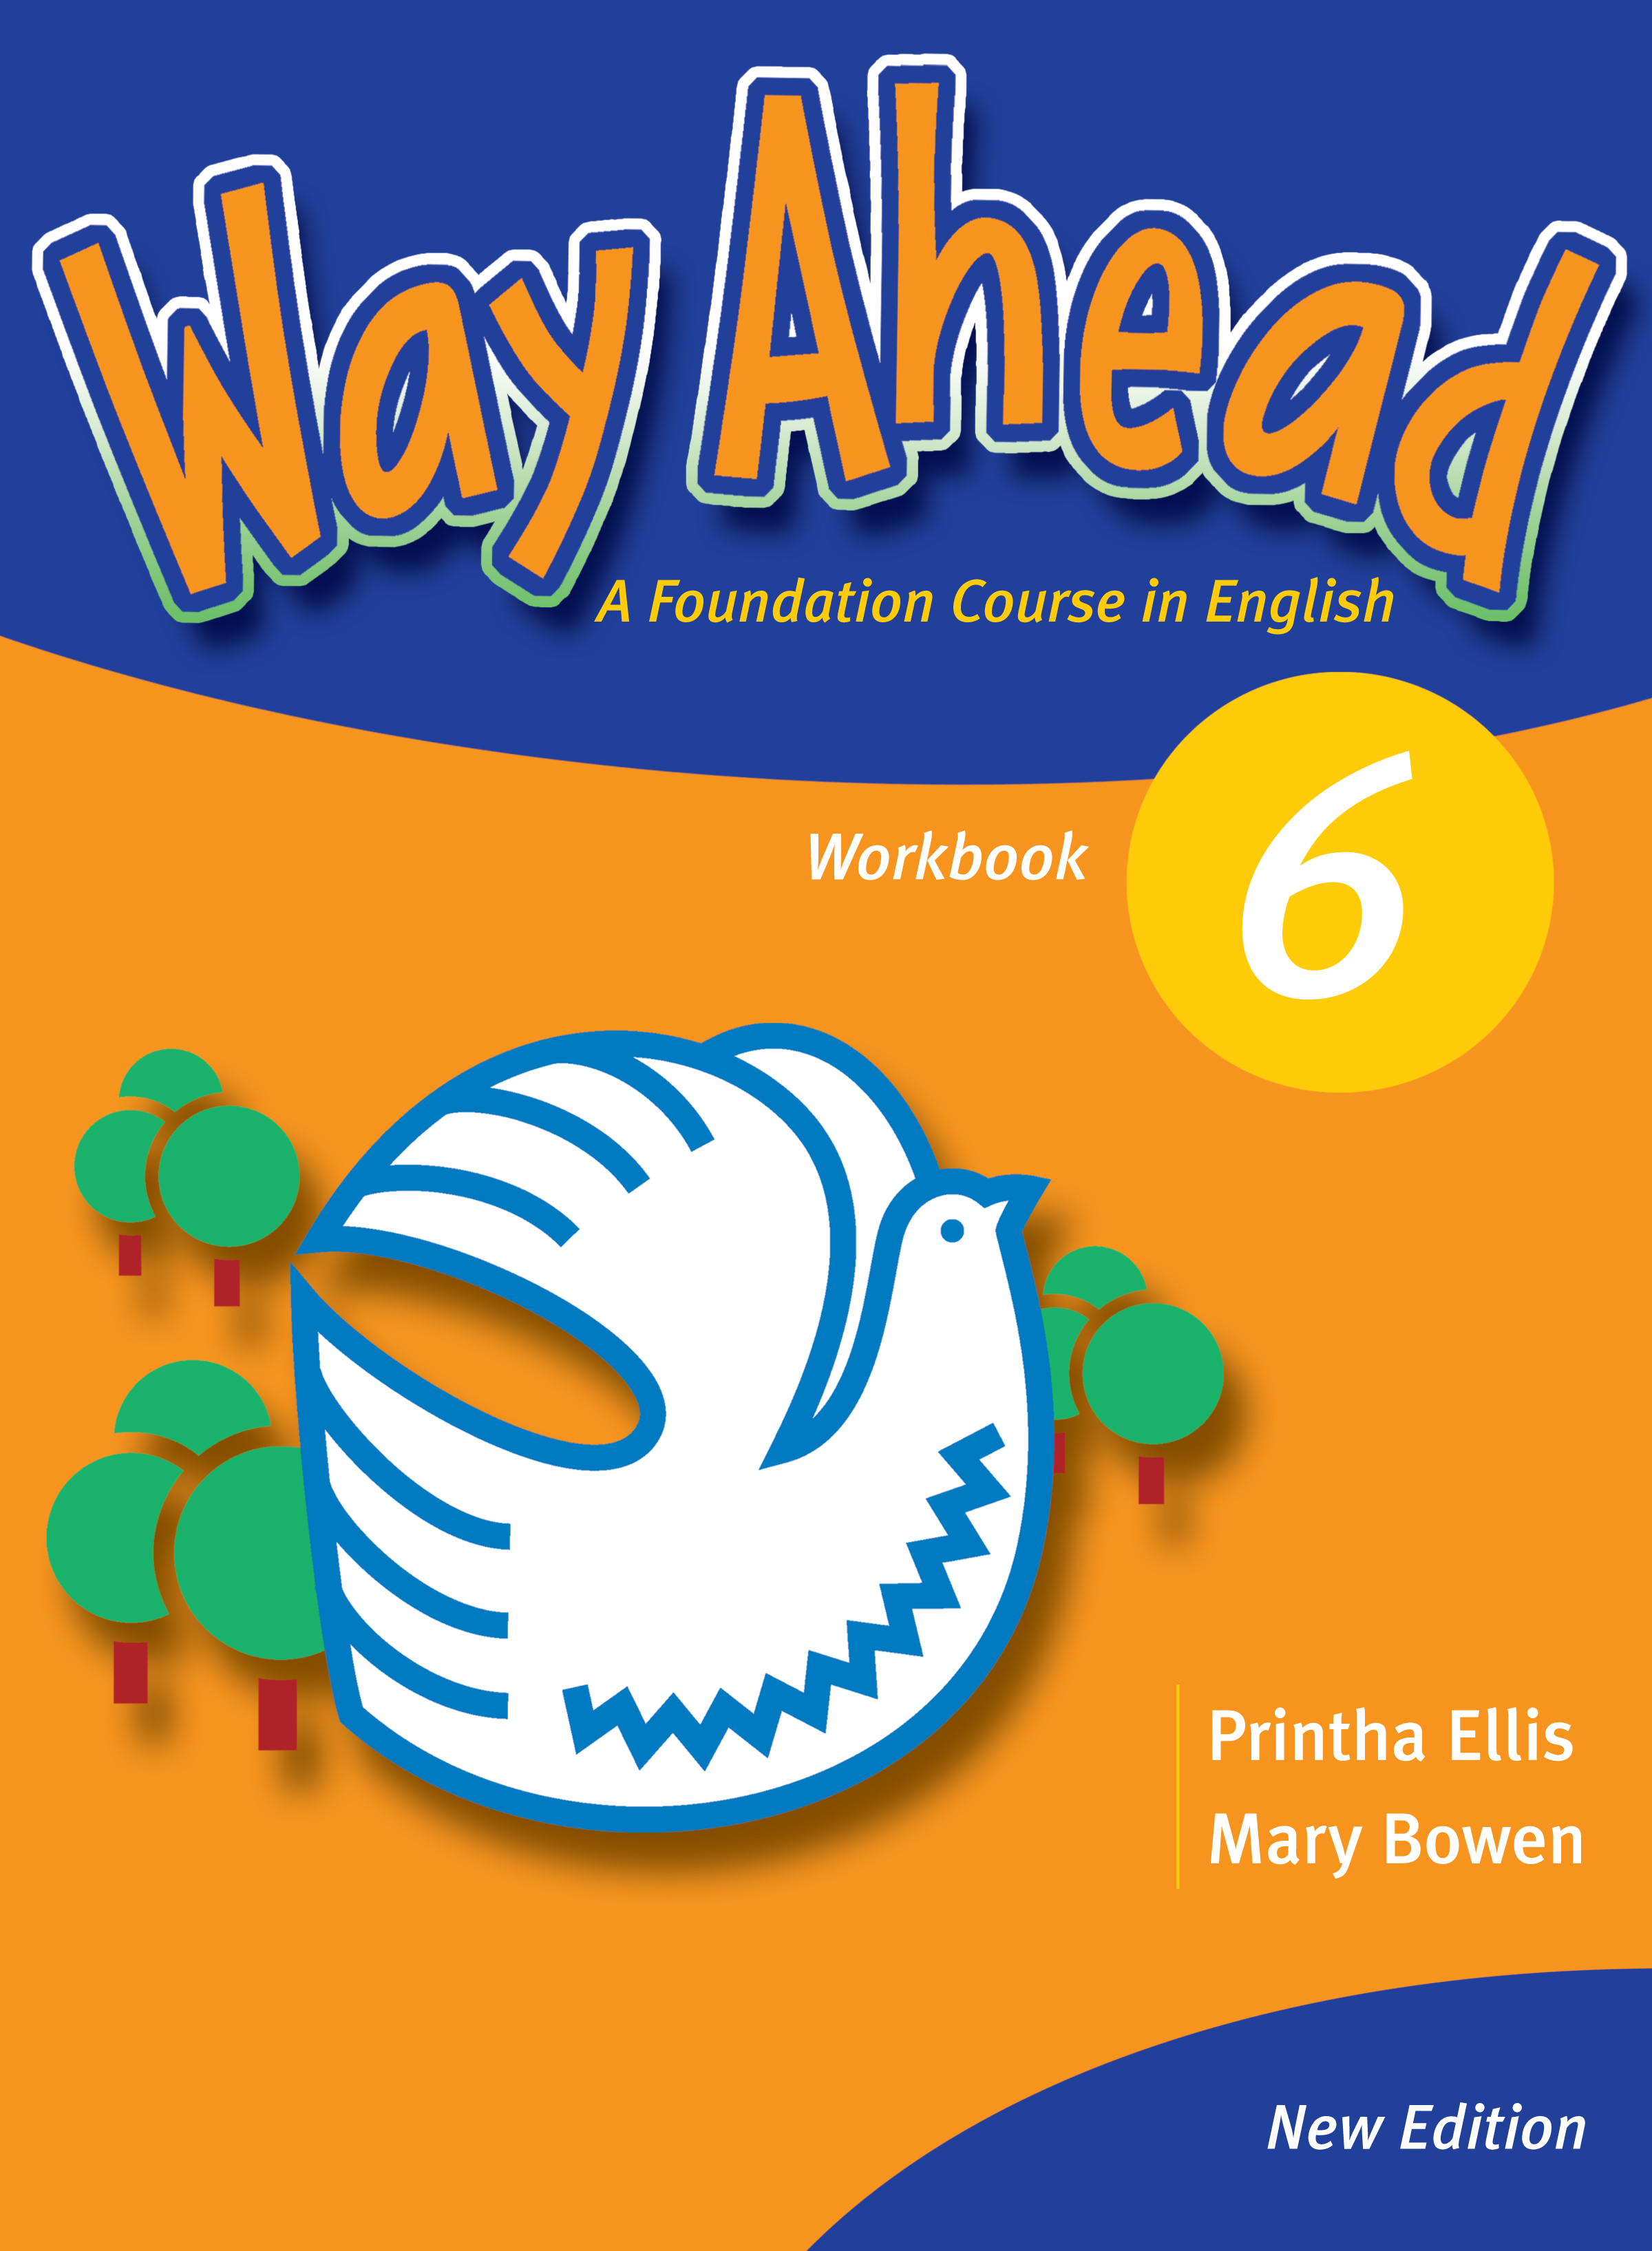 Way Ahead
A Foundation Course in English
Workbook
6
Printha Ellis
Mary Bowen
New Edition